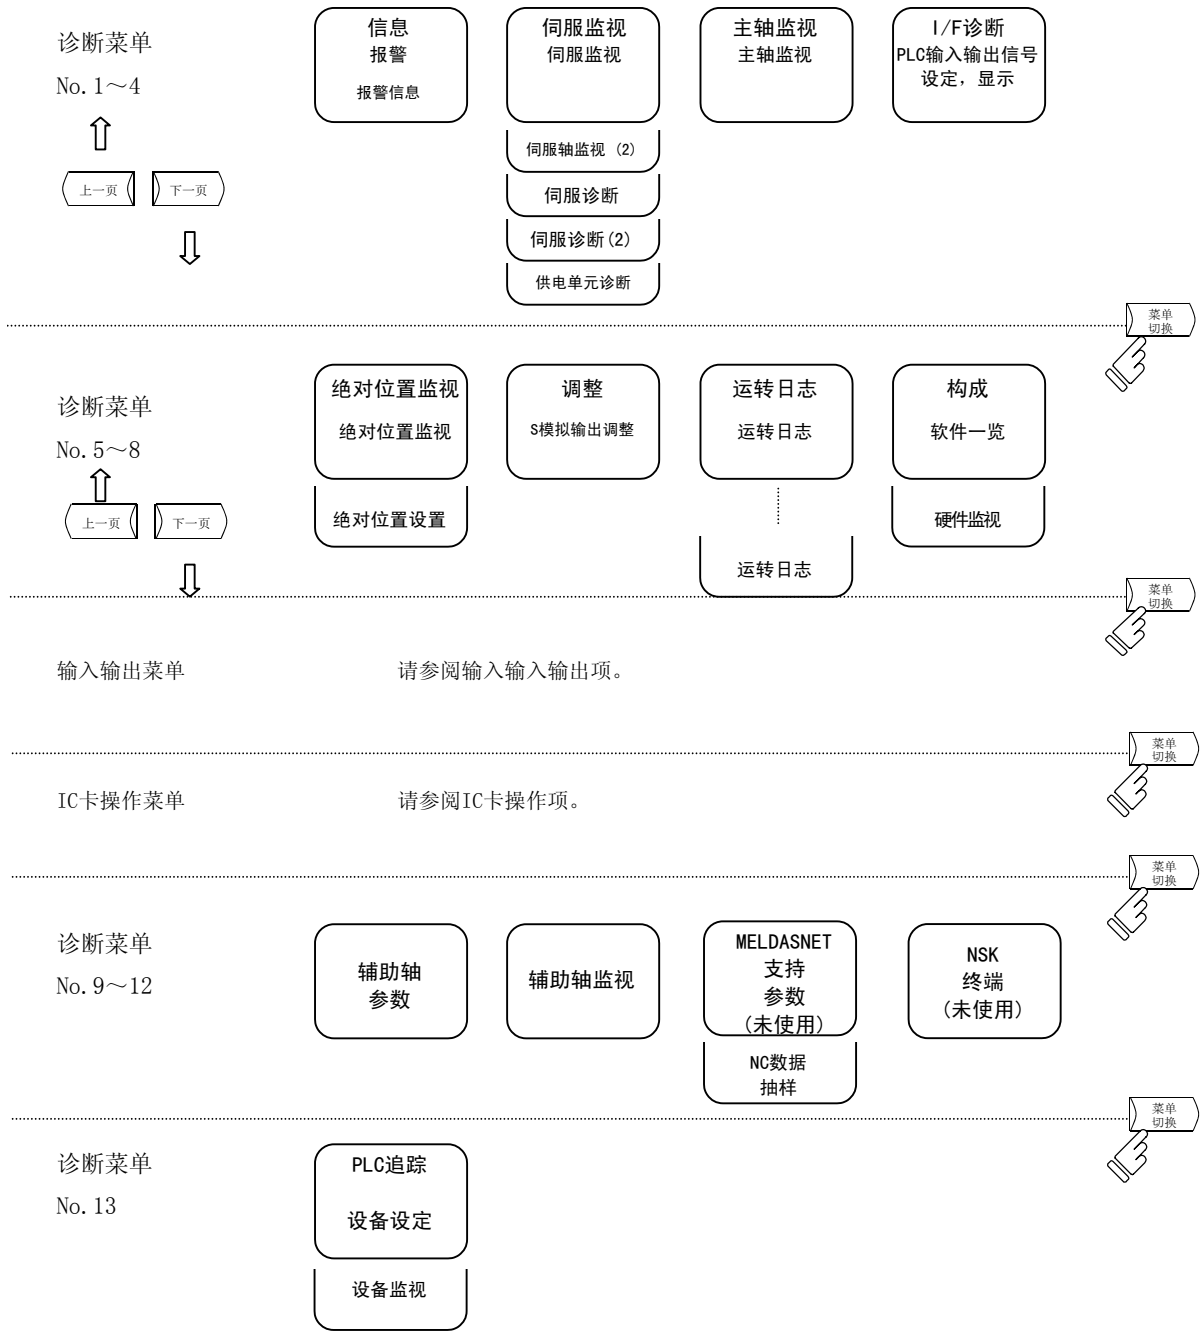 诊断菜单
No.1～4
上一页
下一页
信息
报警
报警信息
伺服监视
伺服监视
伺服轴监视 (2)
伺服诊断
伺服诊断(2)
供电单元诊断
主轴监视
主轴监视
I/F诊断
PLC输入输出信号
设定，显示
菜单
切换
诊断菜单
No.5～8
上一页
下一页
绝对位置监视
绝对位置监视
绝对位置设置
调整
S模拟输出调整
运转日志
运转日志
运转日志
构成
软件一览
硬件监视
菜单
切换
输入输出菜单
请参阅输入输入输出项。
菜单
切换
IC卡操作菜单
请参阅IC卡操作项。
菜单
切换
诊断菜单
No.9～12
辅助轴
参数
辅助轴监视
MELDASNET
支持
参数
(未使用)
NC数据
抽样
NSK
终端
(未使用)
菜单
切换
诊断菜单
No.13
PLC追踪
设备设定
设备监视